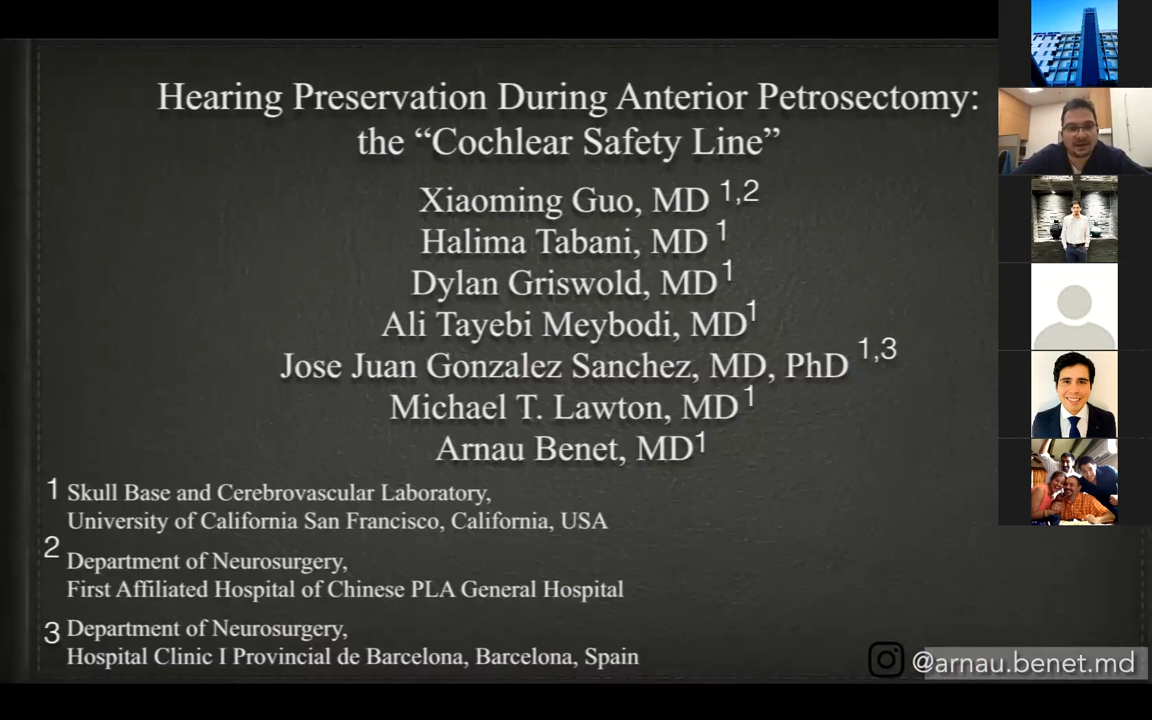 Hearing Preservation During Anterior Petrosectomy:
the “Cochlear Safety Line”
Xiaoming Guo, MD 1,2
Halima Tabani, MD 1
Dylan Griswold, MD 1
Ali Tayebi Meybodi, MD 1
Jose Juan Gonzalez Sanchez, MD, PhD 1,3
Michael T. Lawton, MD 1
Arnau Benet, MD 1
1 Skull Base and Cerebrovascular Laboratory,
University of California San Francisco, California, USA
2 Department of Neurosurgery,
First Affiliated Hospital of Chinese PLA General Hospital
3 Department of Neurosurgery,
Hospital Clinic I Provincial de Barcelona, Barcelona, Spain
@arnau.benet.md